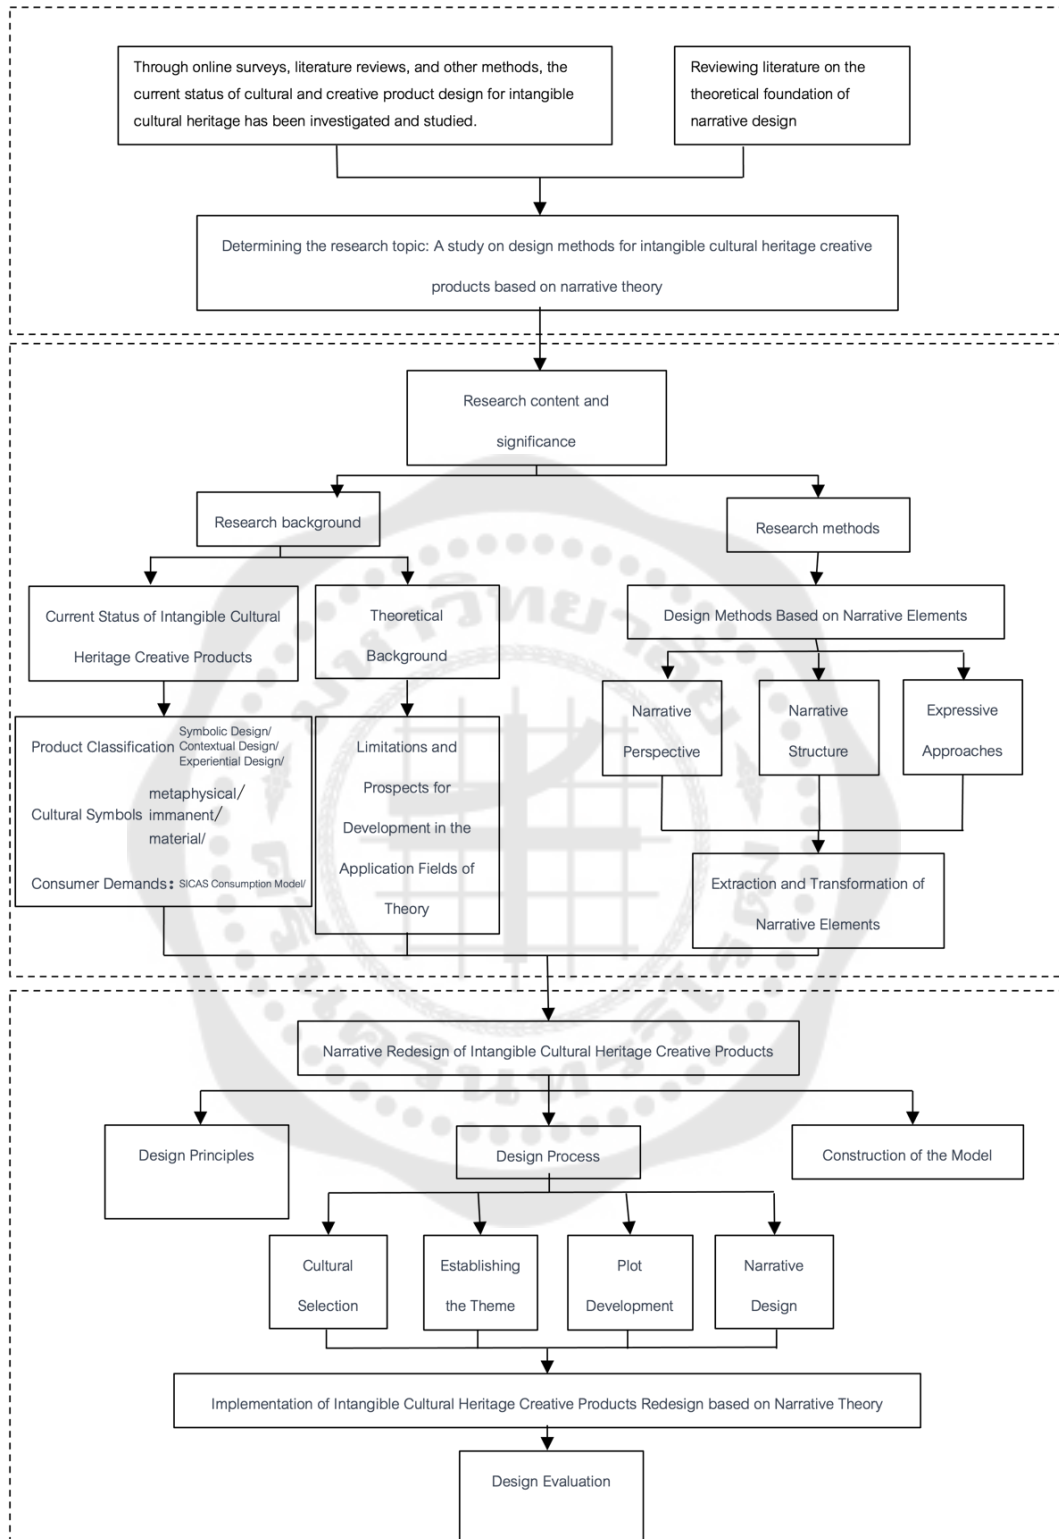 Through online surveys, literature reviews, and other methods, the
current status of cultural and creative product design for intangible
cultural heritage has been investigated and studied.
Reviewing literature on the
theoretical foundation of
narrative design
Determining the research topic: A study on design methods for intangible cultural heritage creative
products based on narrative theory
Research content and
significance
Research background
Research methods
Current Status of Intangible Cultural
Heritage Creative Products
Theoretical
Background
Design Methods Based on Narrative Elements
Product Classification
Symbolic Design/
Contextual Design/
Experiential Design/
Cultural Symbols
metaphysical/
immanent/
material/
Consumer Demands: SICAS Consumption Model/
Limitations and
Prospects for
Development in the
Application Fields of
Theory
Narrative
Perspective
Narrative
Structure
Expressive
Approaches
Extraction and Transformation of
Narrative Elements
Narrative Redesign of Intangible Cultural Heritage Creative Products
Design Principles
Design Process
Construction of the Model
Cultural
Selection
Establishing
the Theme
Plot
Development
Narrative
Design
Implementation of Intangible Cultural Heritage Creative Products Redesign based on Narrative Theory
Design Evaluation